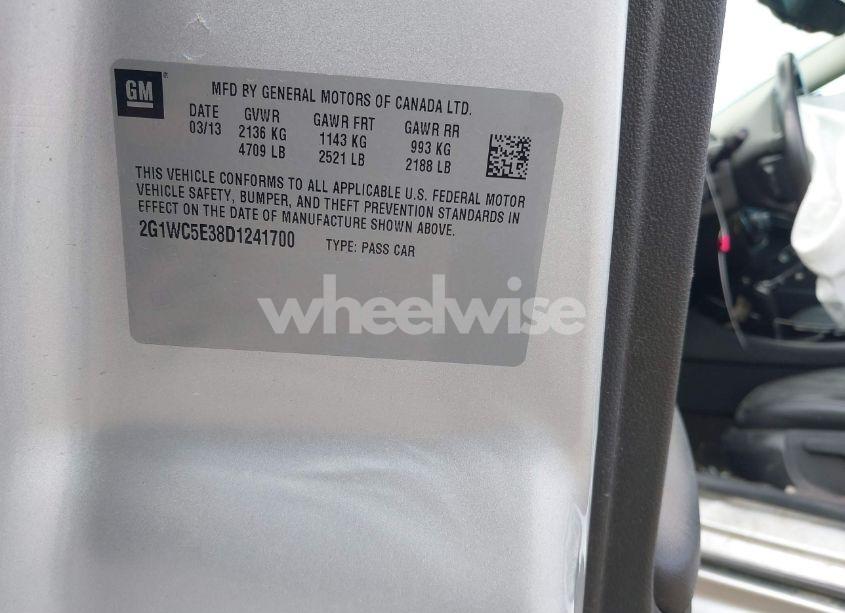 GM
MFD BY GENERAL MOTORS OF CANADA LTD.
DATE GVWR GAWR FRT GAWR RR
03/13 2136 KG 1143 KG 993 KG
4709 LB 2521 LB 2188 LB
THIS VEHICLE CONFORMS TO ALL APPLICABLE U.S. FEDERAL MOTOR
VEHICLE SAFETY, BUMPER, AND THEFT PREVENTION STANDARDS IN
EFFECT ON THE DATE OF MANUFACTURE SHOWN ABOVE.
2G1WC5E38D1241700 TYPE: PASS CAR
wheelwise